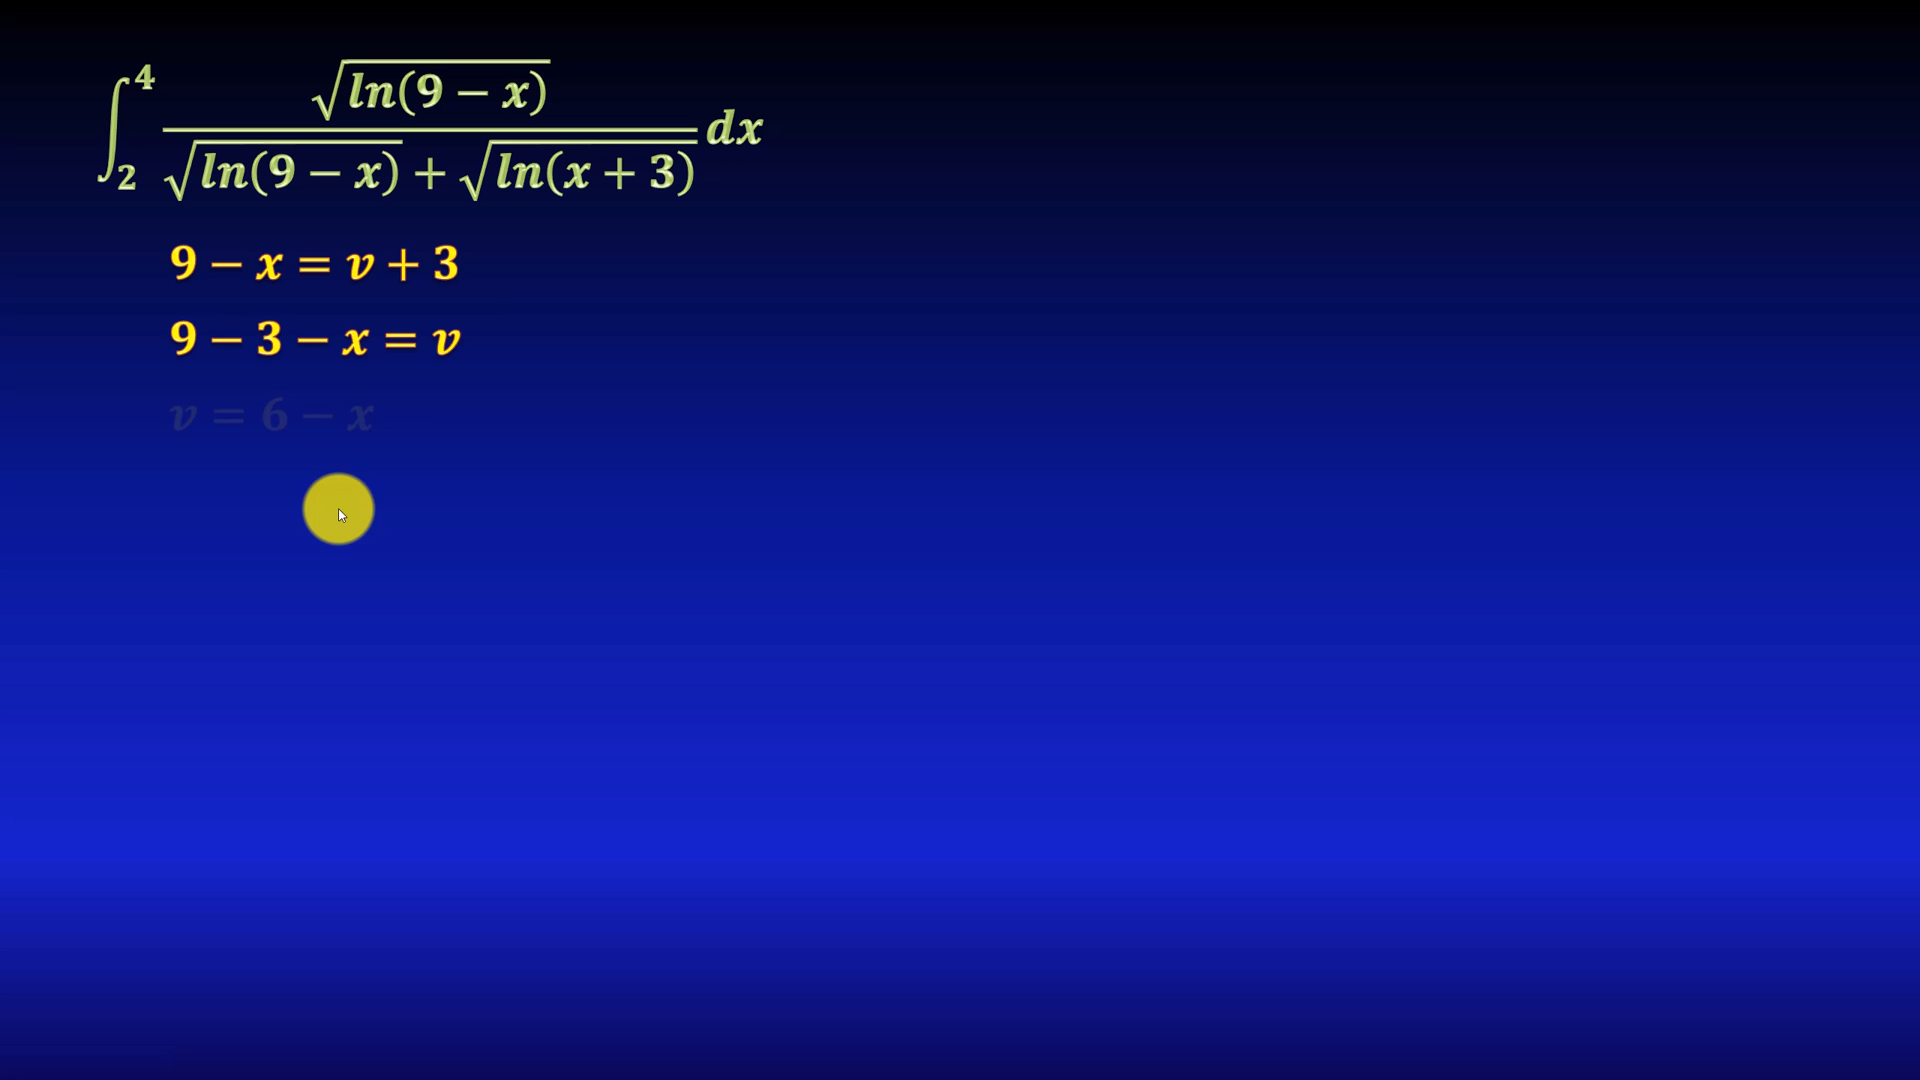 ∫₂⁴ √ln(9 − x) / (√ln(9 − x) + √ln(x + 3)) dx
9 − x = v + 3
9 − 3 − x = v
v = 6 − x